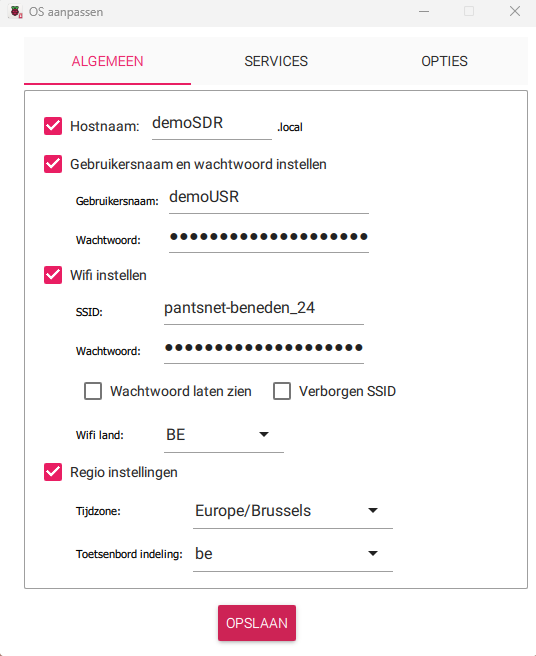 OS aanpassen
ALGEMEEN SERVICES OPTIES
Hostnaam: demoSDR .local
Gebruikersnaam en wachtwoord instellen
Gebruikersnaam: demoUSR
Wachtwoord: ••••••••••••••••••••
Wifi instellen
SSID: pantsnet-beneden_24
Wachtwoord: ••••••••••••••••••••
Wachtwoord laten zien Verborgen SSID
Wifi land: BE
Regio instellingen
Tijdzone: Europe/Brussels
Toetsenbord indeling: be
OPSLAAN